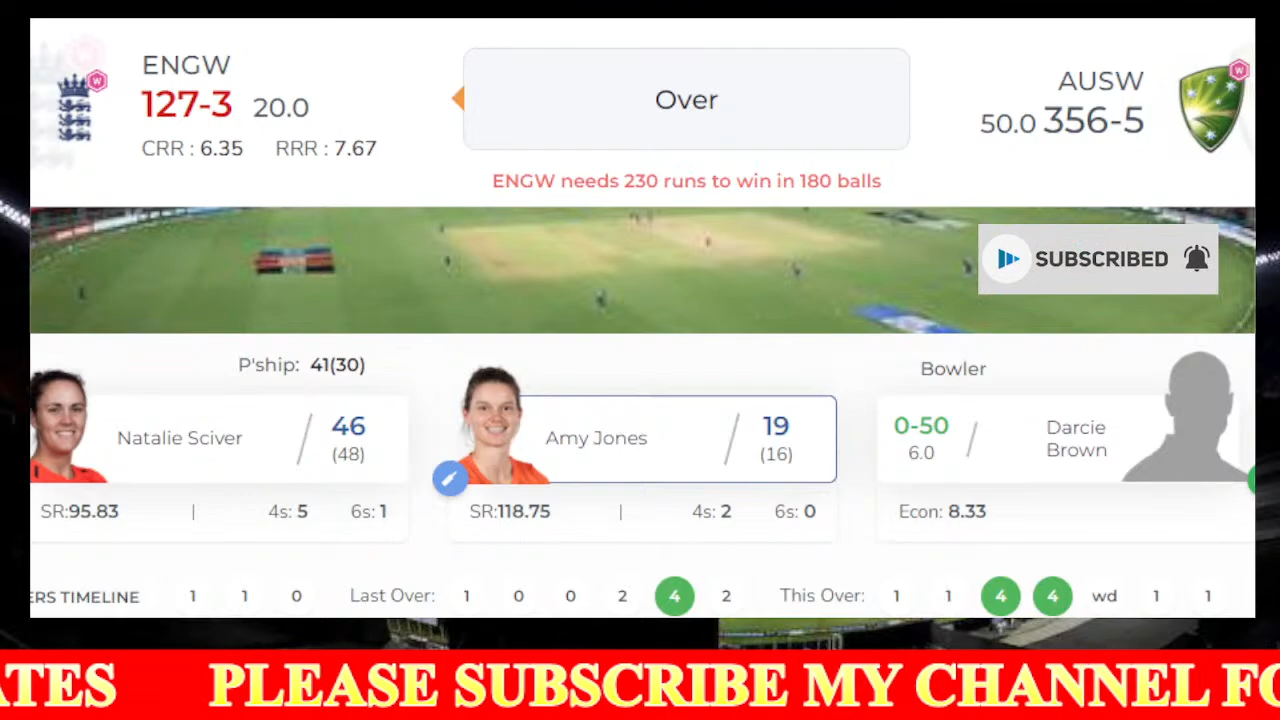 ENGW
127-3 20.0
CRR : 6.35 RRR : 7.67
Over
ENGW needs 230 runs to win in 180 balls
AUSW
50.0 356-5
W
W
SUBSCRIBED
P'ship: 41(30)
Natalie Sciver
46
(48)
SR:95.83 | 4s: 5 6s: 1
Amy Jones
19
(16)
SR:118.75 | 4s: 2 6s: 0
Bowler
0-50
6.0
Darcie
Brown
Econ: 8.33
ERS TIMELINE 1 1 0 Last Over: 1 0 0 2 4 2 This Over: 1 1 4 4 wd 1 1
ATES PLEASE SUBSCRIBE MY CHANNEL FO